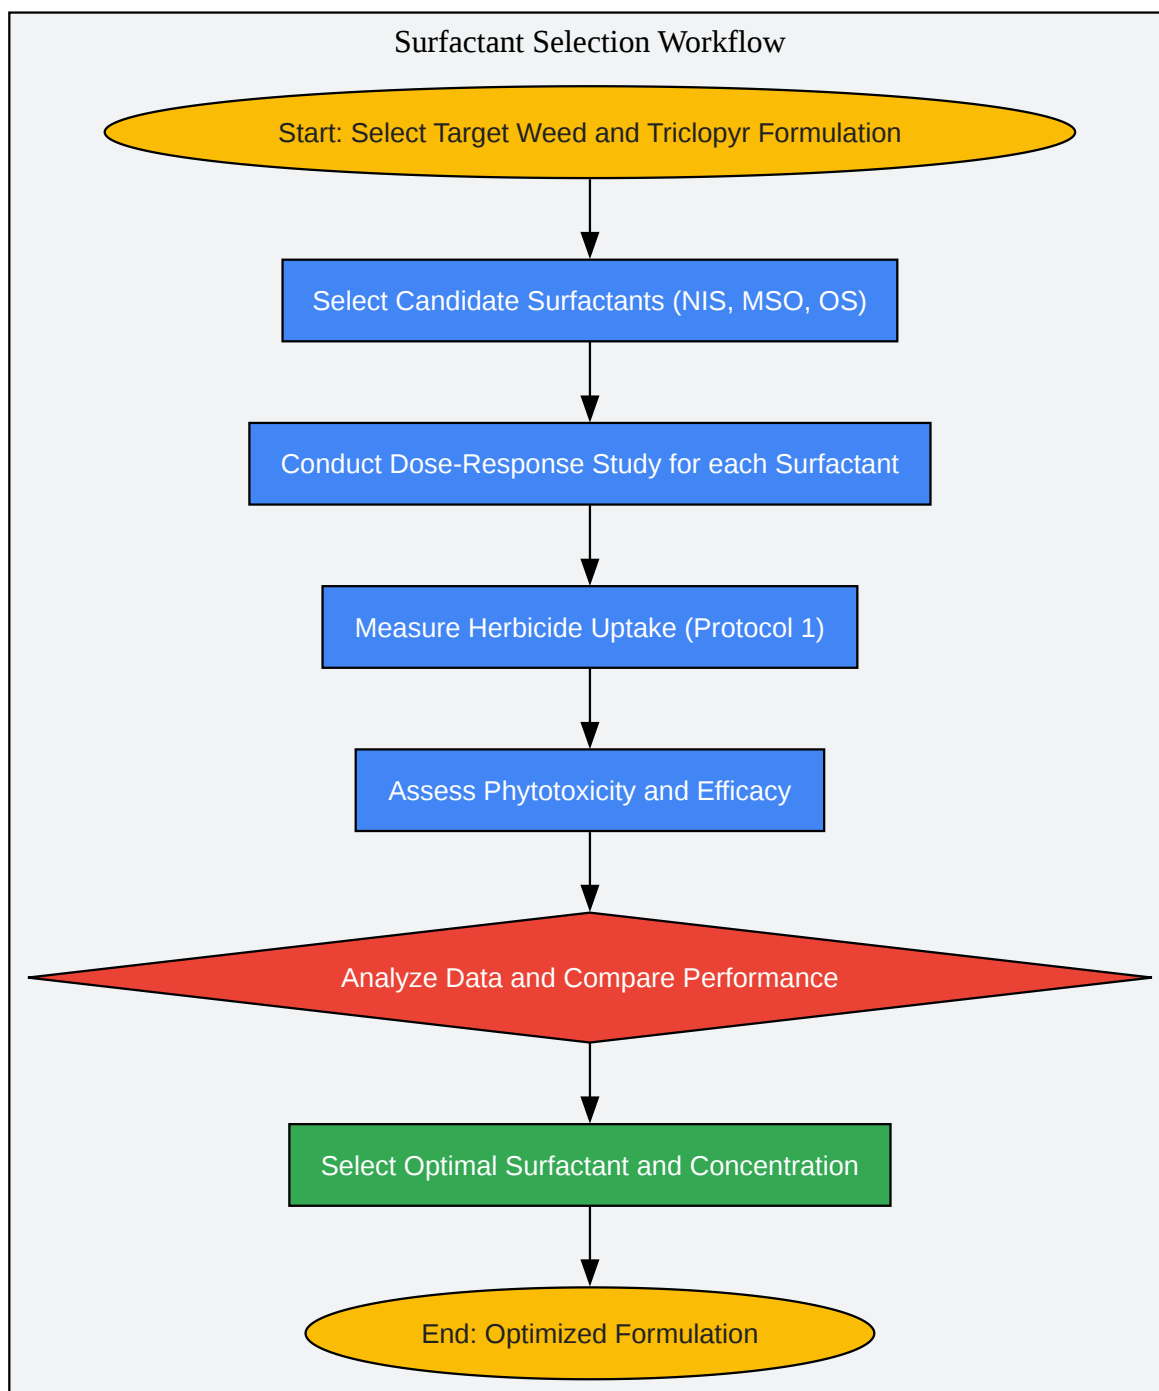 Surfactant Selection Workflow
Start: Select Target Weed and Triclopyr Formulation
Select Candidate Surfactants (NIS, MSO, OS)
Conduct Dose-Response Study for each Surfactant
Measure Herbicide Uptake (Protocol 1)
Assess Phytotoxicity and Efficacy
Analyze Data and Compare Performance
Select Optimal Surfactant and Concentration
End: Optimized Formulation